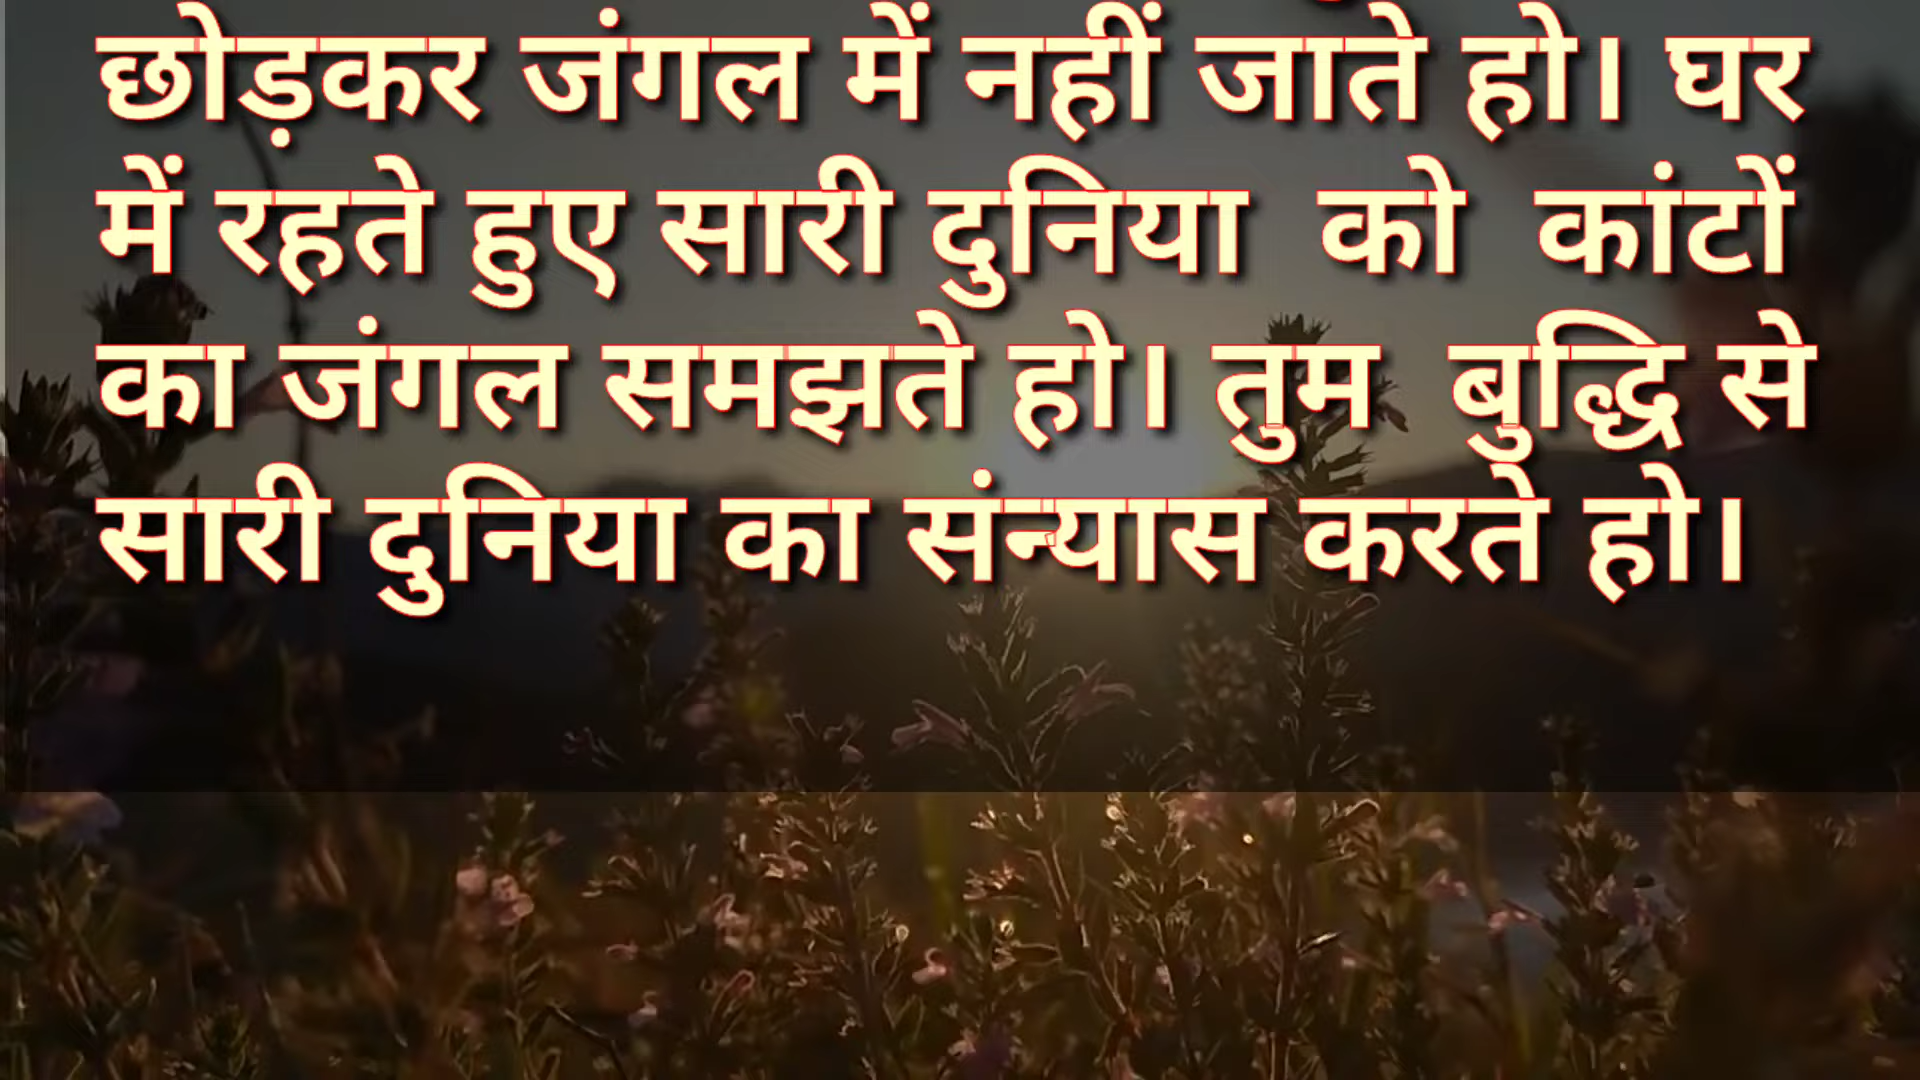 छोड़कर जंगल में नहीं जाते हो। घर
में रहते हुए सारी दुनिया को कांटों
का जंगल समझते हो। तुम बुद्धि से
सारी दुनिया का संन्यास करते हो।